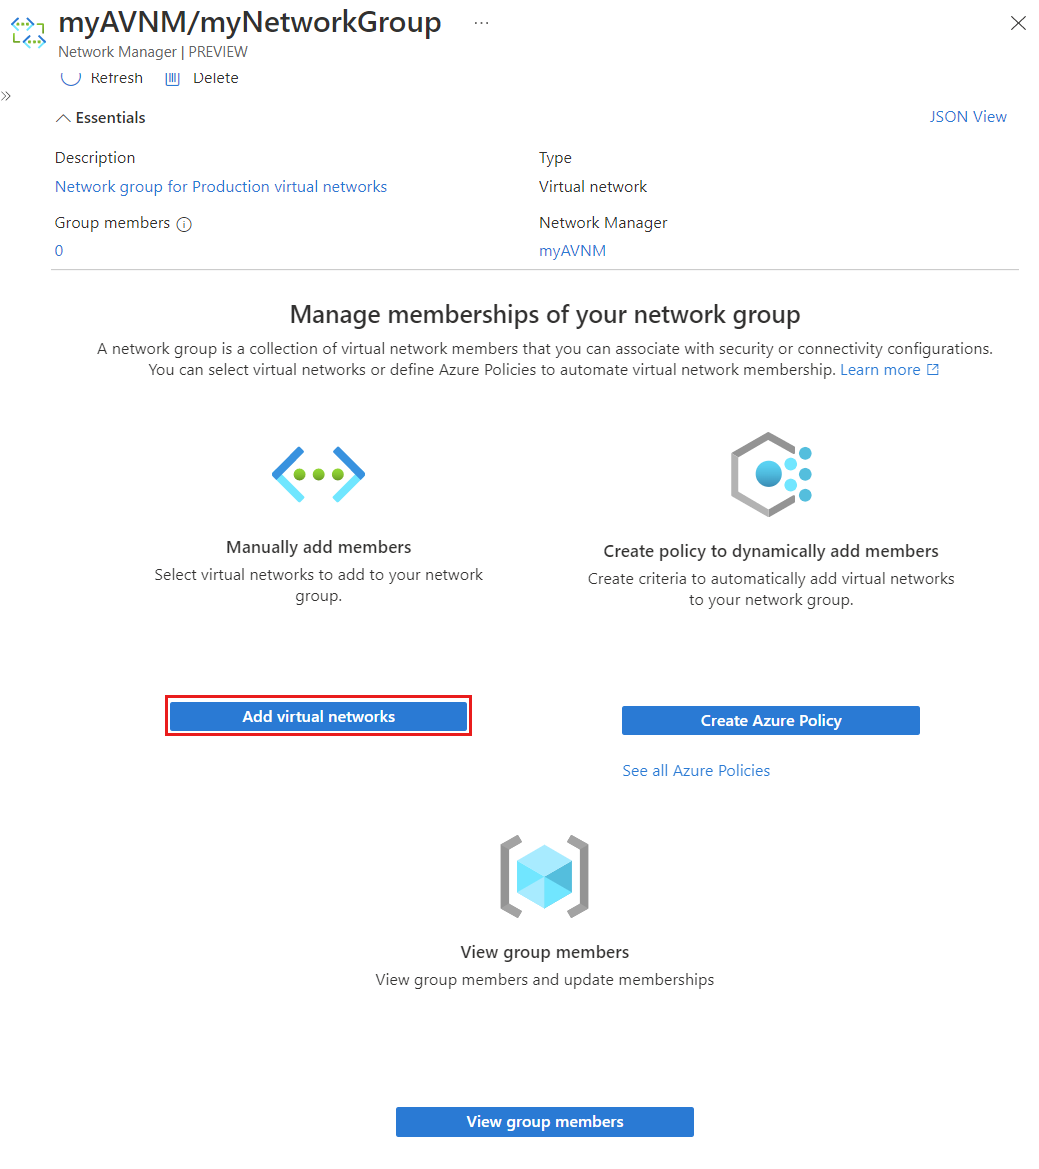 myAVNM/myNetworkGroup ...
Network Manager | PREVIEW
Refresh Delete
Essentials JSON View
Description Type
Network group for Production virtual networks Virtual network
Group members Network Manager
0 myAVNM
Manage memberships of your network group
A network group is a collection of virtual network members that you can associate with security or connectivity configurations.
You can select virtual networks or define Azure Policies to automate virtual network membership. Learn more
Manually add members
Select virtual networks to add to your network
group.
Create policy to dynamically add members
Create criteria to automatically add virtual networks
to your network group.
Add virtual networks
Create Azure Policy
See all Azure Policies
View group members
View group members and update memberships
View group members